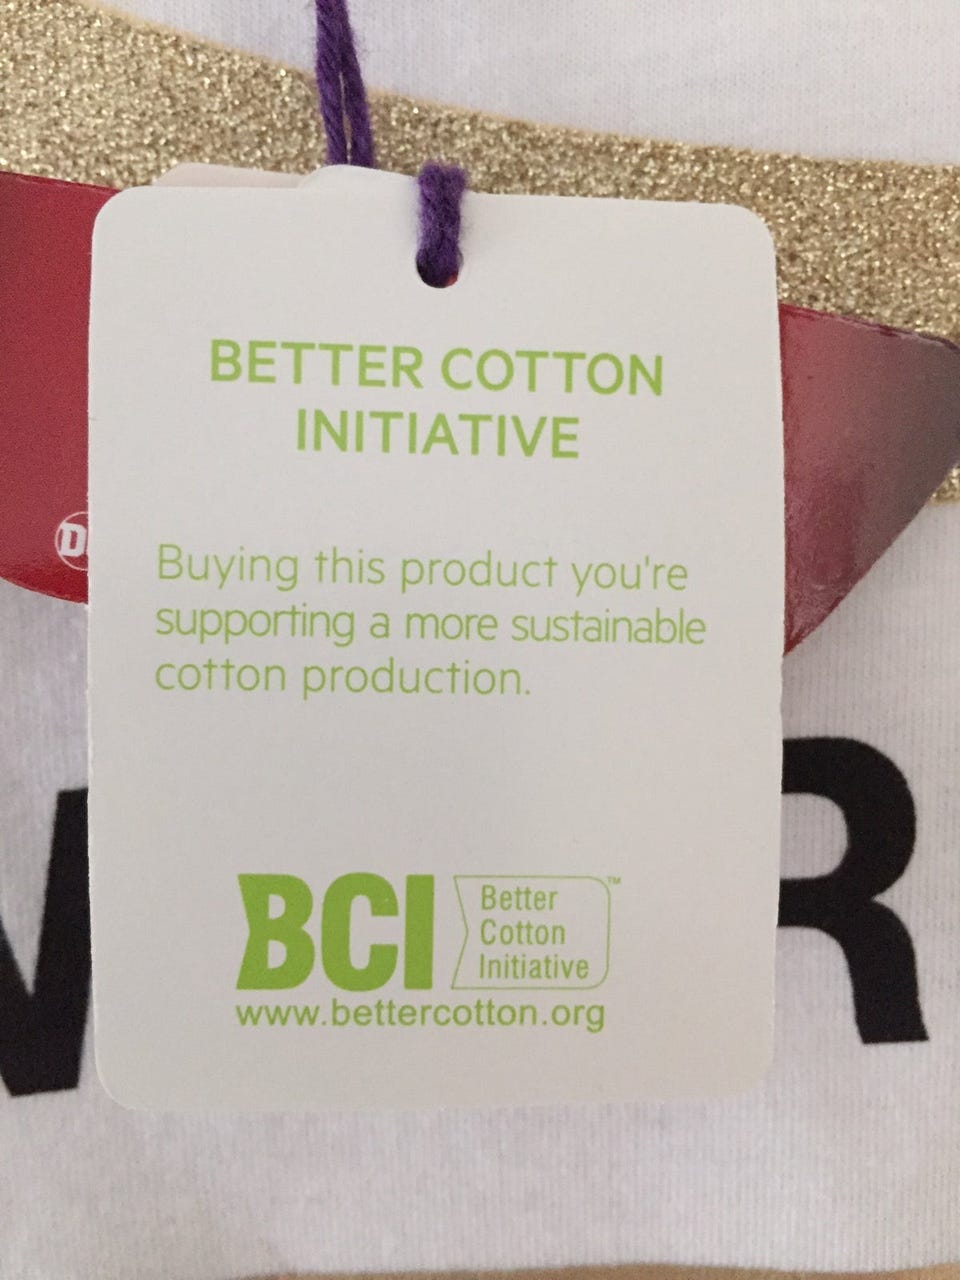 BETTER COTTON
INITIATIVE
Buying this product you're
supporting a more sustainable
cotton production.
BCI
Better
Cotton
Initiative
™
www.bettercotton.org
D
R